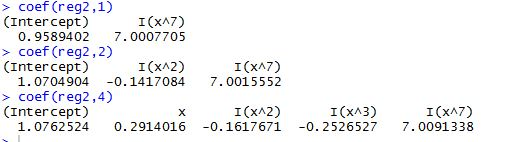 > coef(reg2,1)
(Intercept)      I(x^7)
  0.9589402   7.0007705
> coef(reg2,2)
(Intercept)      I(x^2)      I(x^7)
  1.0704904  -0.1417084   7.0015552
> coef(reg2,4)
(Intercept)           x      I(x^2)      I(x^3)      I(x^7)
  1.0762524   0.2914016  -0.1617671  -0.2526527   7.0091338
>